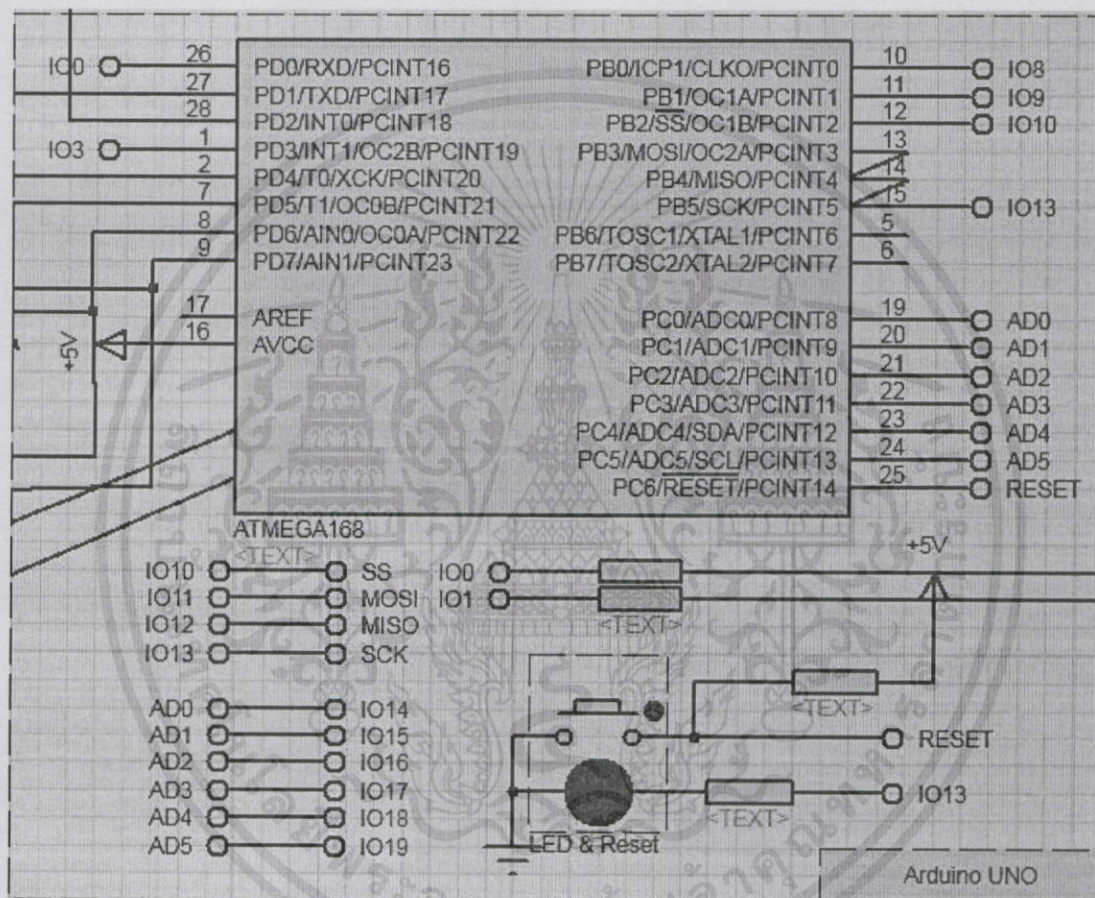 IO0 26 PD0/RXD/PCINT16 PB0/ICP1/CLKO/PCINT0 10 IO8
27 PD1/TXD/PCINT17 PB1/OC1A/PCINT1 11 IO9
28 PD2/INT0/PCINT18 PB2/SS/OC1B/PCINT2 12 IO10
IO3 1 PD3/INT1/OC2B/PCINT19 PB3/MOSI/OC2A/PCINT3 13
2 PD4/T0/XCK/PCINT20 PB4/MISO/PCINT4 14
7 PD5/T1/OC0B/PCINT21 PB5/SCK/PCINT5 15 IO13
8 PD6/AIN0/OC0A/PCINT22 PB6/TOSC1/XTAL1/PCINT6 5
9 PD7/AIN1/PCINT23 PB7/TOSC2/XTAL2/PCINT7 6
17 AREF PC0/ADC0/PCINT8 19 AD0
+5V 16 AVCC PC1/ADC1/PCINT9 20 AD1
PC2/ADC2/PCINT10 21 AD2
PC3/ADC3/PCINT11 22 AD3
PC4/ADC4/SDA/PCINT12 23 AD4
PC5/ADC5/SCL/PCINT13 24 AD5
PC6/RESET/PCINT14 25 RESET
ATMEGA168
<TEXT>
+5V
IO10 SS IO0
IO11 MOSI IO1
<TEXT>
IO12 MISO
IO13 SCK
<TEXT>
AD0 IO14
AD1 IO15 RESET
AD2 IO16
AD3 IO17 IO13
<TEXT>
AD4 IO18
AD5 IO19 LED & Reset
Arduino UNO